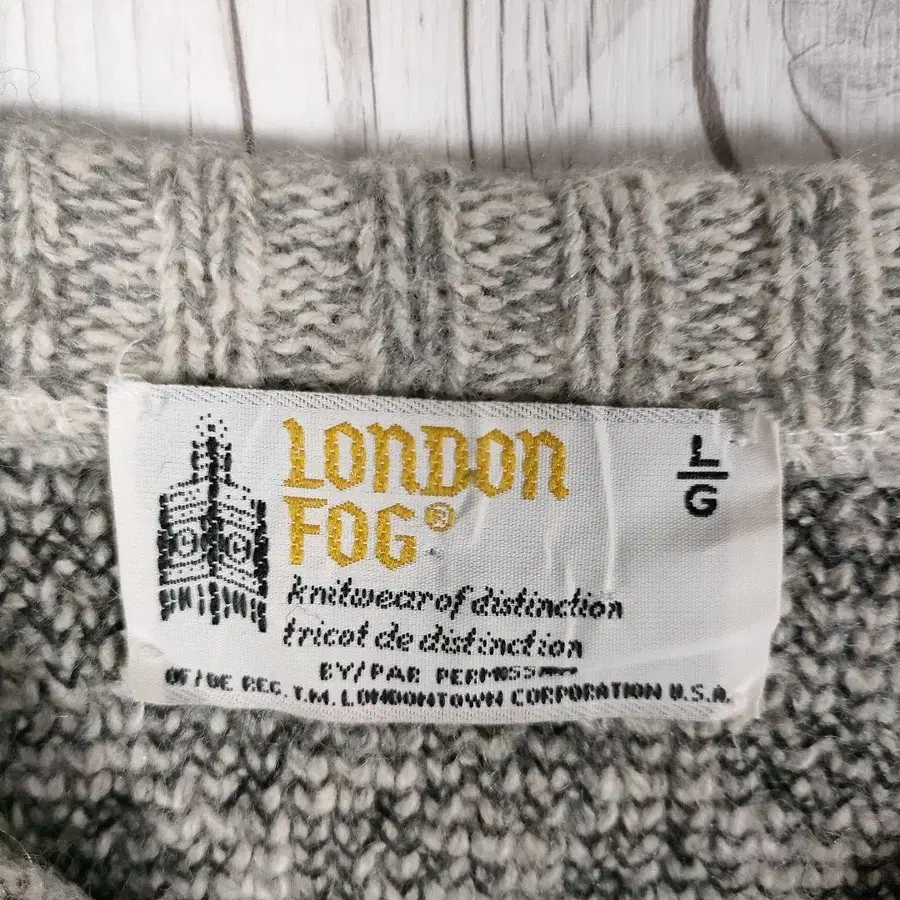 LONDON
FOG®
L
G
knitwear of distinction
tricot de distinction
BY/PAR
OF/DE REG. T.M. LONDONTOWN CORPORATION U.S.A.